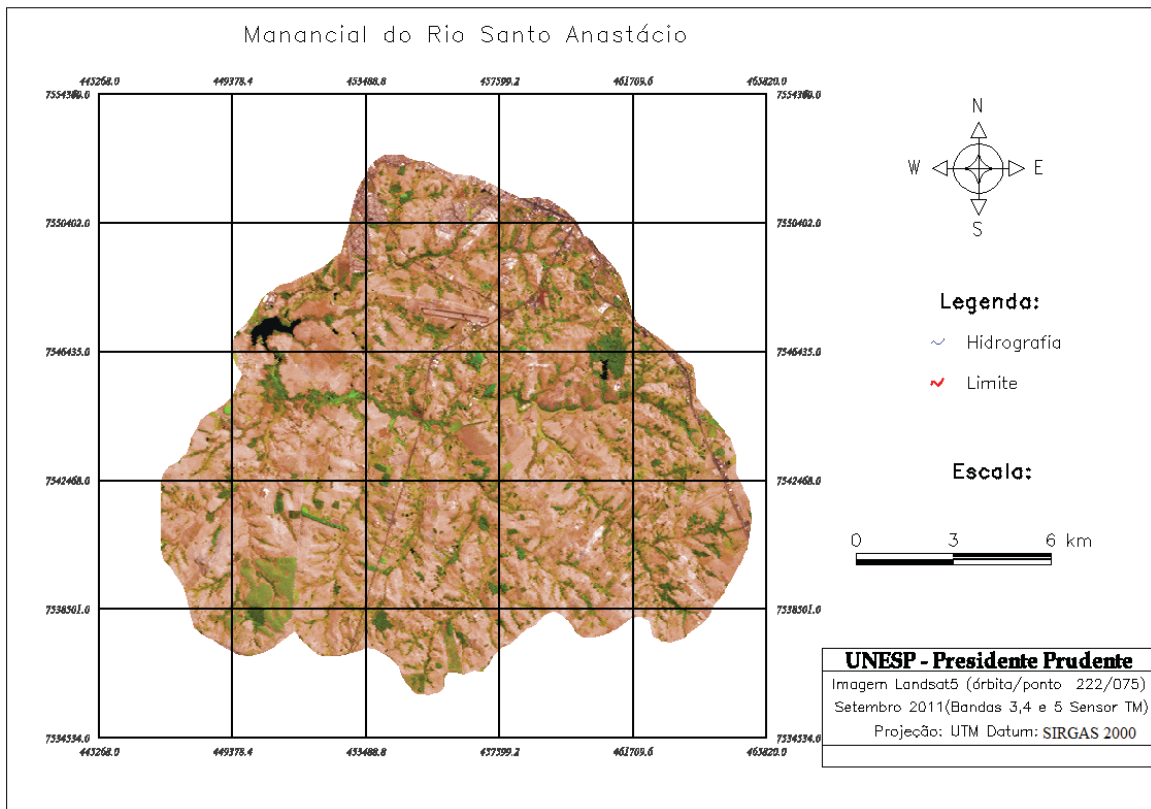 Manancial do Rio Santo Anastácio
445268.0 449378.4 453488.8 457599.2 461709.6 465820.0
7554369.0 7554369.0
N
W E
S
7550402.0 7550402.0
Legenda:
Hidrografia
Limite
7546435.0 7546435.0
Escala:
7542468.0 7542468.0
0 3 6 km
7538501.0 7538501.0
UNESP - Presidente Prudente
Imagem Landsat5 (órbita/ponto 222/075)
Setembro 2011(Bandas 3,4 e 5 Sensor TM)
Projeção: UTM Datum: SIRGAS 2000
7534534.0 7534534.0
445268.0 449378.4 453488.8 457599.2 461709.6 465820.0